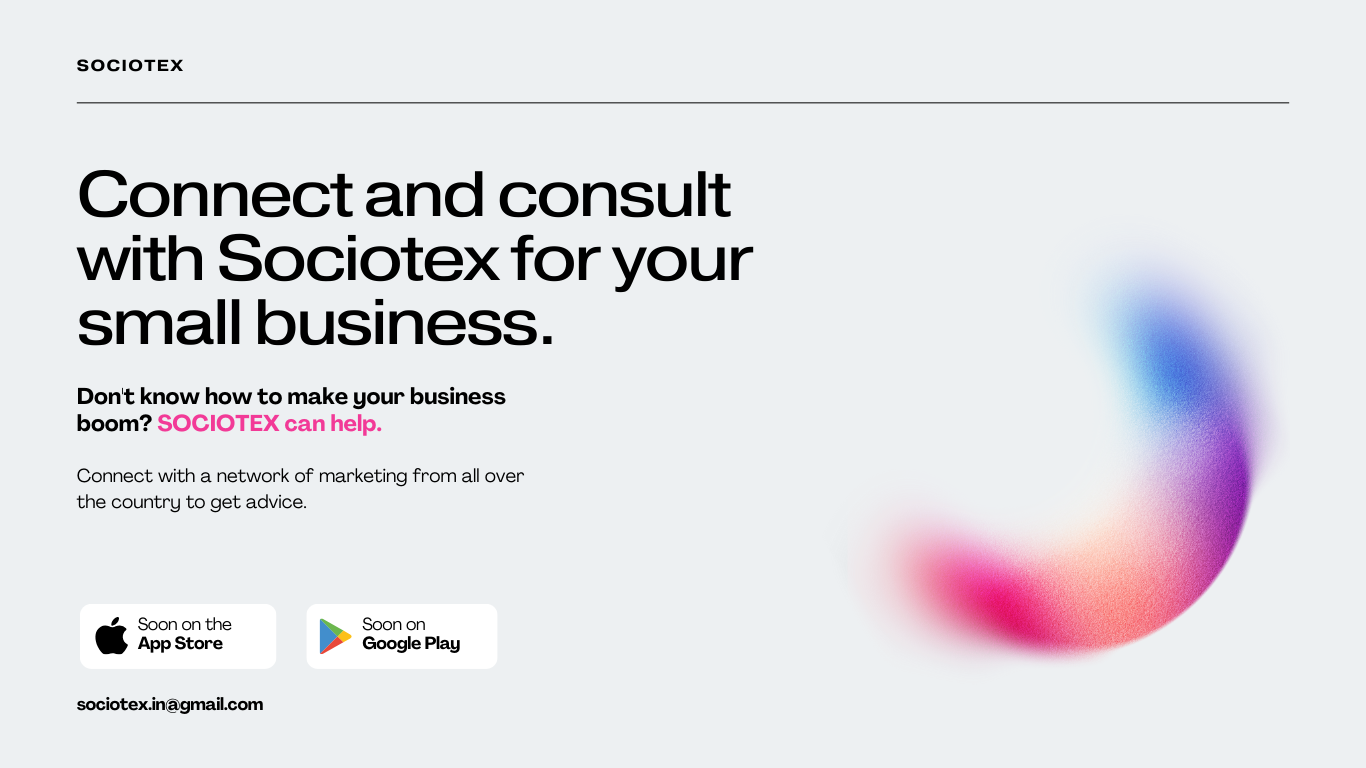 SOCIOTEX
Connect and consult
with Sociotex for your
small business.
Don't know how to make your business
boom? SOCIOTEX can help.
Connect with a network of marketing from all over
the country to get advice.
Soon on the
App Store
Soon on
Google Play
sociotex.in@gmail.com